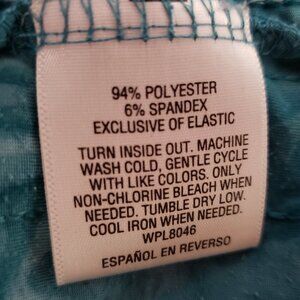 94% POLYESTER
6% SPANDEX
EXCLUSIVE OF ELASTIC
TURN INSIDE OUT. MACHINE
WASH COLD, GENTLE CYCLE
WITH LIKE COLORS. ONLY
NON-CHLORINE BLEACH WHEN
NEEDED. TUMBLE DRY LOW.
COOL IRON WHEN NEEDED.
WPL8046
ESPAÑOL EN REVERSO